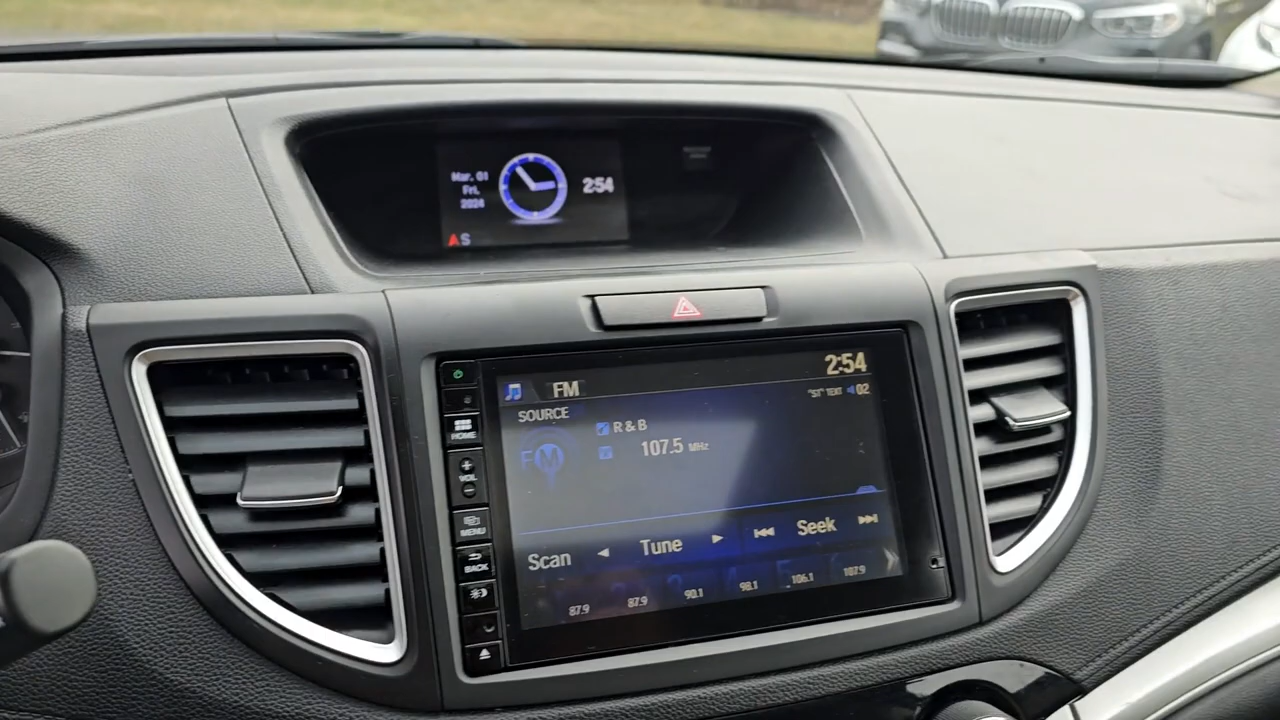 Mar. 01
Fri.
2024
2:54
S
FM
2:54
SOURCE
"ST" TEXT 02
R & B
FM
107.5 MHz
HOME
VOL
MENU
BACK
Scan Tune Seek
87.9 87.9 90.1 98.1 106.1 107.9